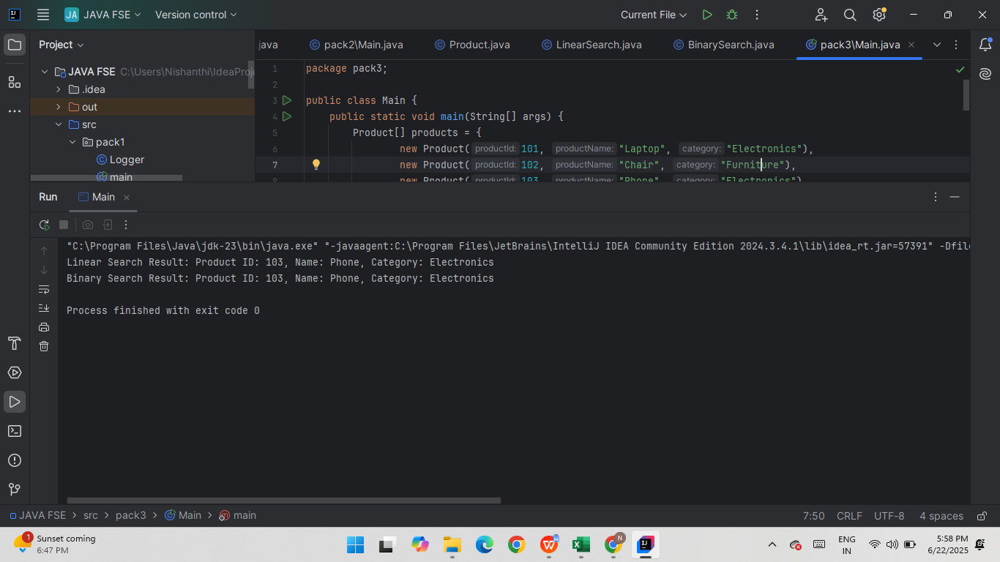 JA JAVA FSE Version control Current File
Project
java pack2\Main.java Product.java LinearSearch.java BinarySearch.java pack3\Main.java
JAVA FSE C:\Users\Nishanthi\IdeaProje
.idea
out
src
pack1
Logger
main
1 package pack3;
2
3 public class Main {
4 public static void main(String[] args) {
5 Product[] products = {
6 new Product( productId: 101, productName: "Laptop", category: "Electronics"),
7 new Product( productId: 102, productName: "Chair", category: "Furniture"),
8 new Product( productId: 103, productName: "Phone", category: "Electronics")
Run Main
"C:\Program Files\Java\jdk-23\bin\java.exe" "-javaagent:C:\Program Files\JetBrains\IntelliJ IDEA Community Edition 2024.3.4.1\lib\idea_rt.jar=57391" -Dfile
Linear Search Result: Product ID: 103, Name: Phone, Category: Electronics
Binary Search Result: Product ID: 103, Name: Phone, Category: Electronics
Process finished with exit code 0
JAVA FSE > src > pack3 > Main > main 7:50 CRLF UTF-8 4 spaces
1 Sunset coming
6:47 PM
ENG
IN
5:58 PM
6/22/2025